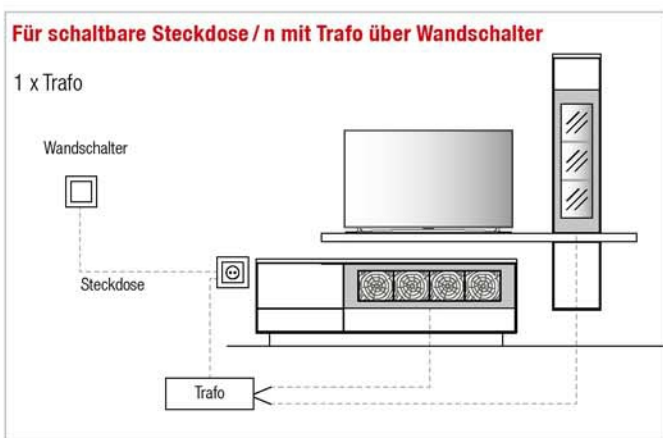 Für schaltbare Steckdose / n mit Trafo über Wandschalter
1 x Trafo
Wandschalter
Steckdose
Trafo